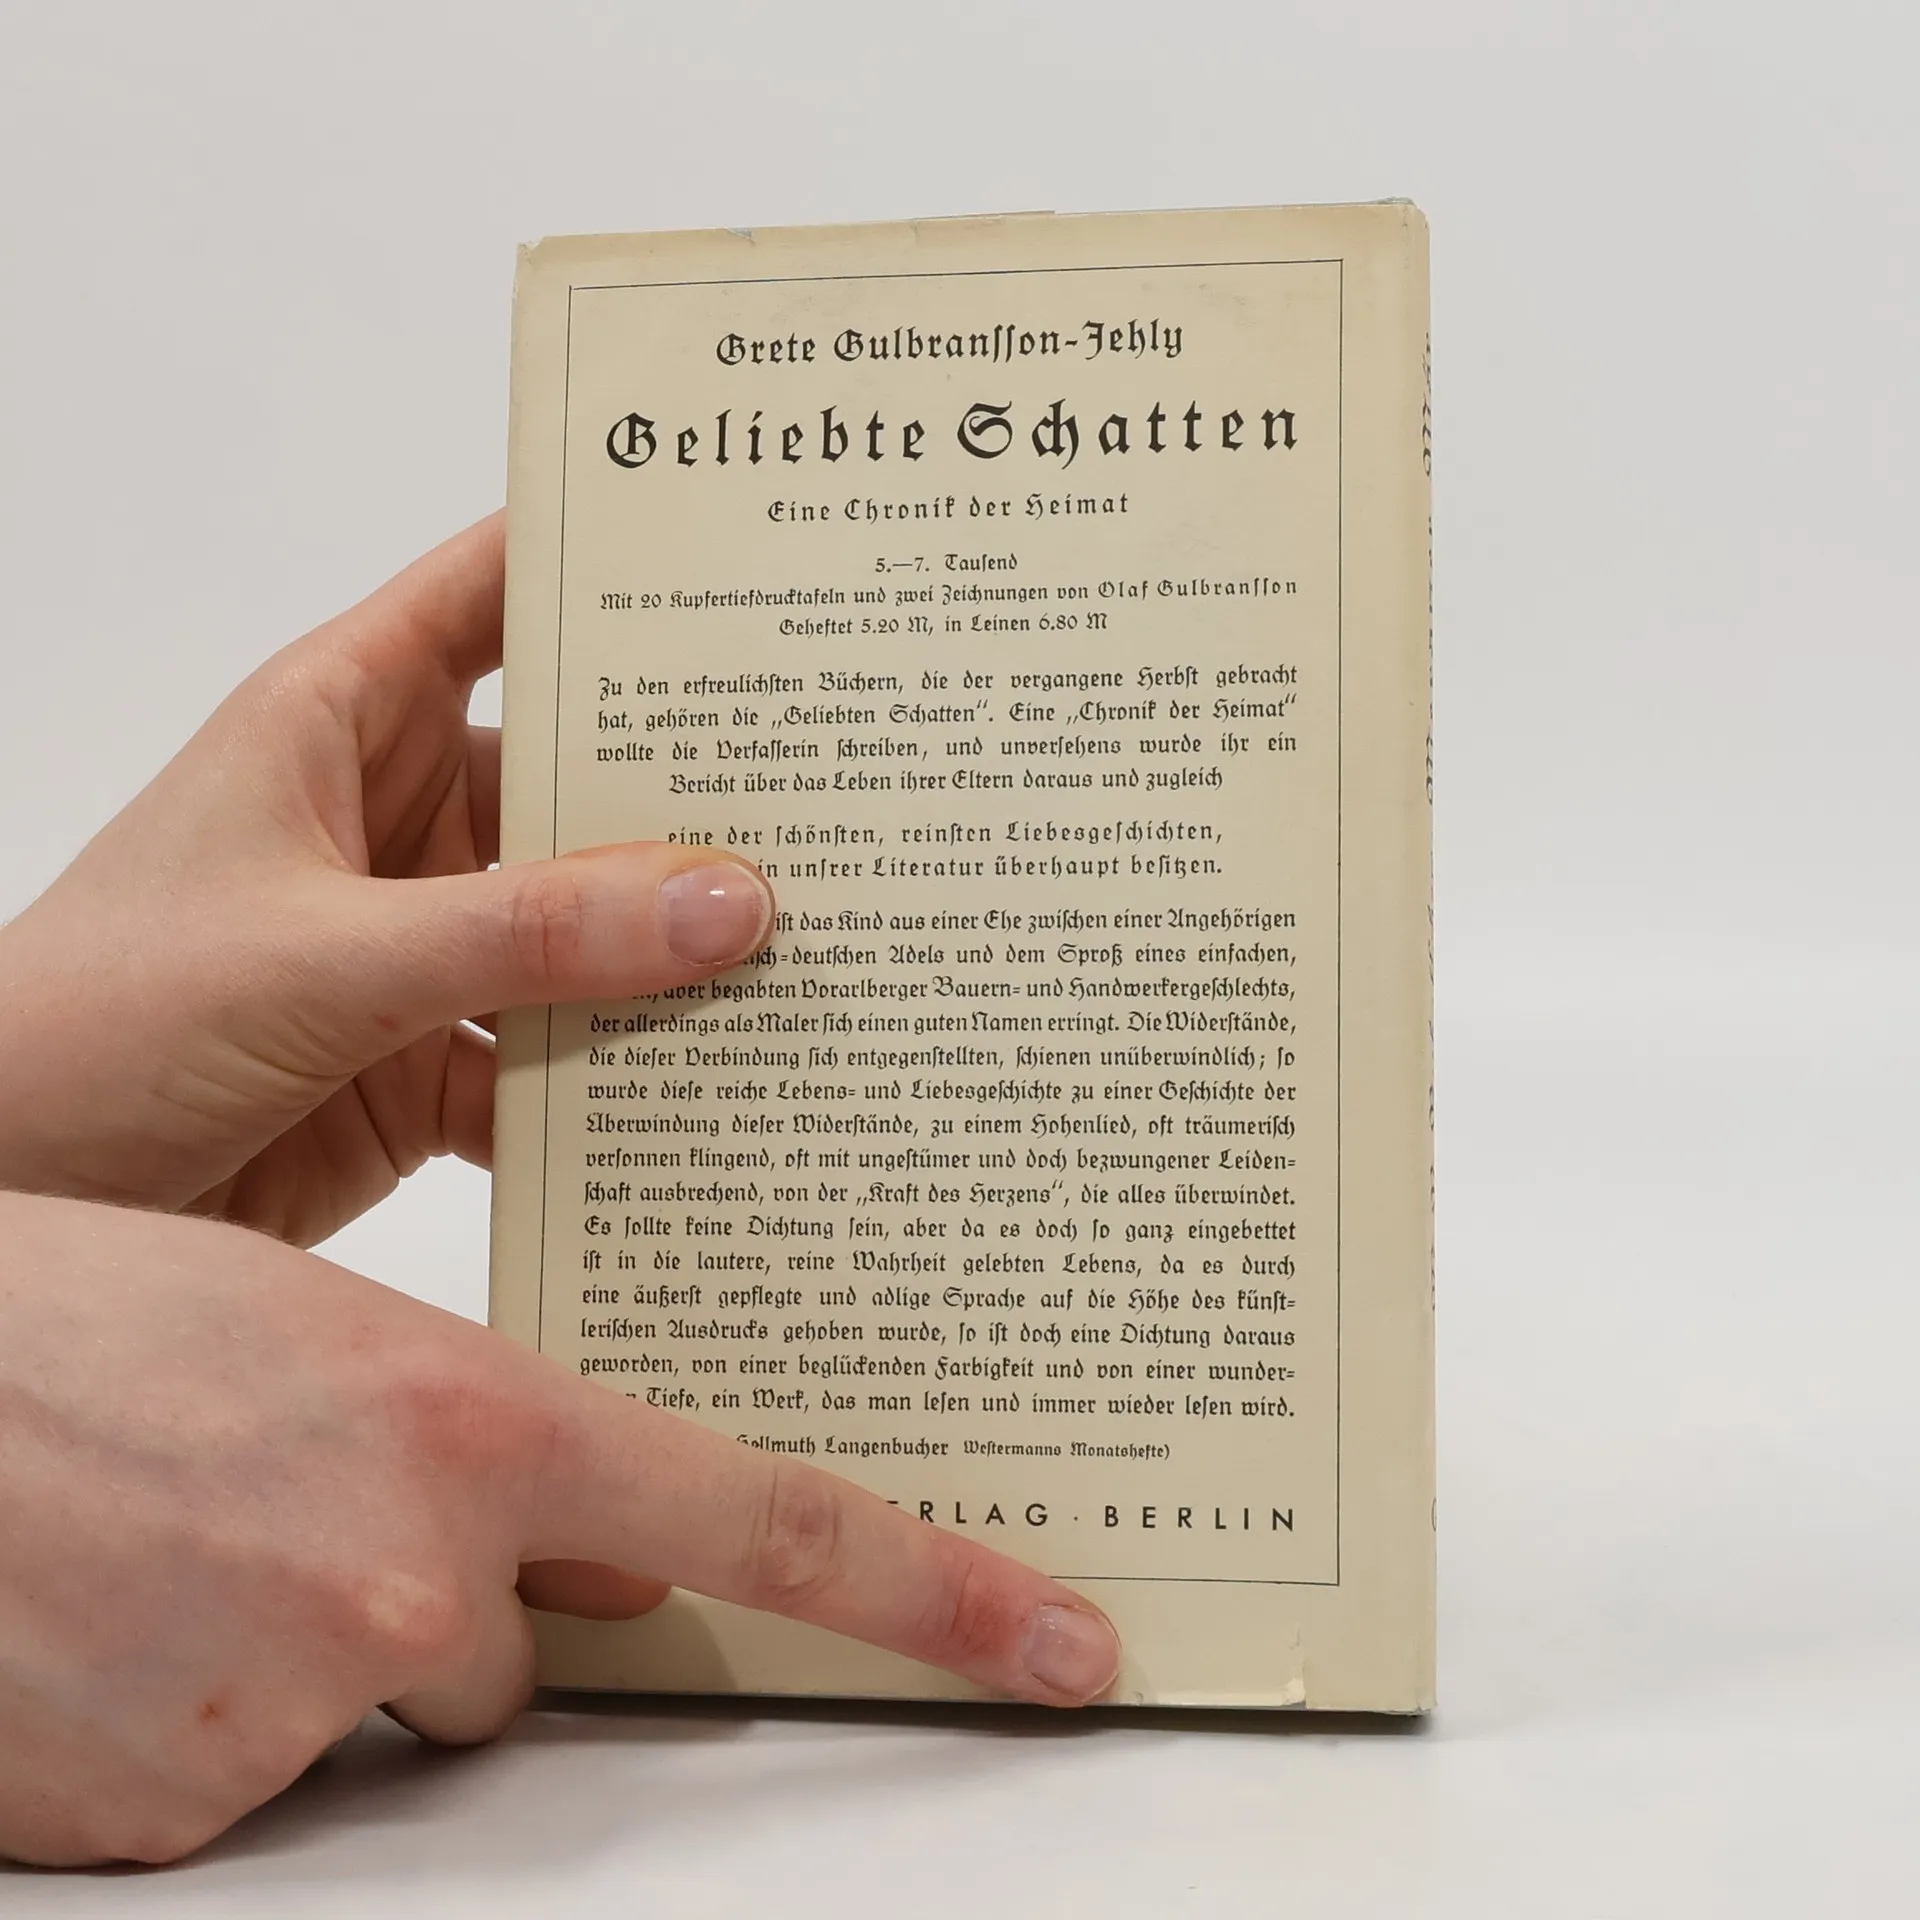 Grete Gulbransson-Jehly
Geliebte Schatten
Eine Chronik der Heimat
5.—7. Tausend
Mit 20 Kupfertiefdrucktafeln und zwei Zeichnungen von Olaf Gulbransson
Geheftet 5.20 M, in Leinen 6.80 M
Zu den erfreulichsten Büchern, die der vergangene Herbst gebracht
hat, gehören die „Geliebten Schatten“. Eine „Chronik der Heimat“
wollte die Verfasserin schreiben, und unversehens wurde ihr ein
Bericht über das Leben ihrer Eltern daraus und zugleich
eine der schönsten, reinsten Liebesgeschichten,
in unsrer Literatur überhaupt besitzen.
ist das Kind aus einer Ehe zwischen einer Angehörigen
sch=deutschen Adels und dem Sproß eines einfachen,
aber begabten Vorarlberger Bauern= und Handwerkergeschlechts,
der allerdings als Maler sich einen guten Namen erringt. Die Widerstände,
die dieser Verbindung sich entgegenstellten, schienen unüberwindlich; so
wurde diese reiche Lebens= und Liebesgeschichte zu einer Geschichte der
Überwindung dieser Widerstände, zu einem Hohenlied, oft träumerisch
versonnen klingend, oft mit ungestümer und doch bezwungener Leiden=
schaft ausbrechend, von der „Kraft des Herzens“, die alles überwindet.
Es sollte keine Dichtung sein, aber da es doch so ganz eingebettet
ist in die lautere, reine Wahrheit gelebten Lebens, da es durch
eine äußerst gepflegte und adlige Sprache auf die Höhe des künst=
lerischen Ausdrucks gehoben wurde, so ist doch eine Dichtung daraus
geworden, von einer beglückenden Farbigkeit und von einer wunder=
Tiefe, ein Werk, das man lesen und immer wieder lesen wird.
Hellmuth Langenbucher Westermanns Monatshefte)
RLAG · BERLIN